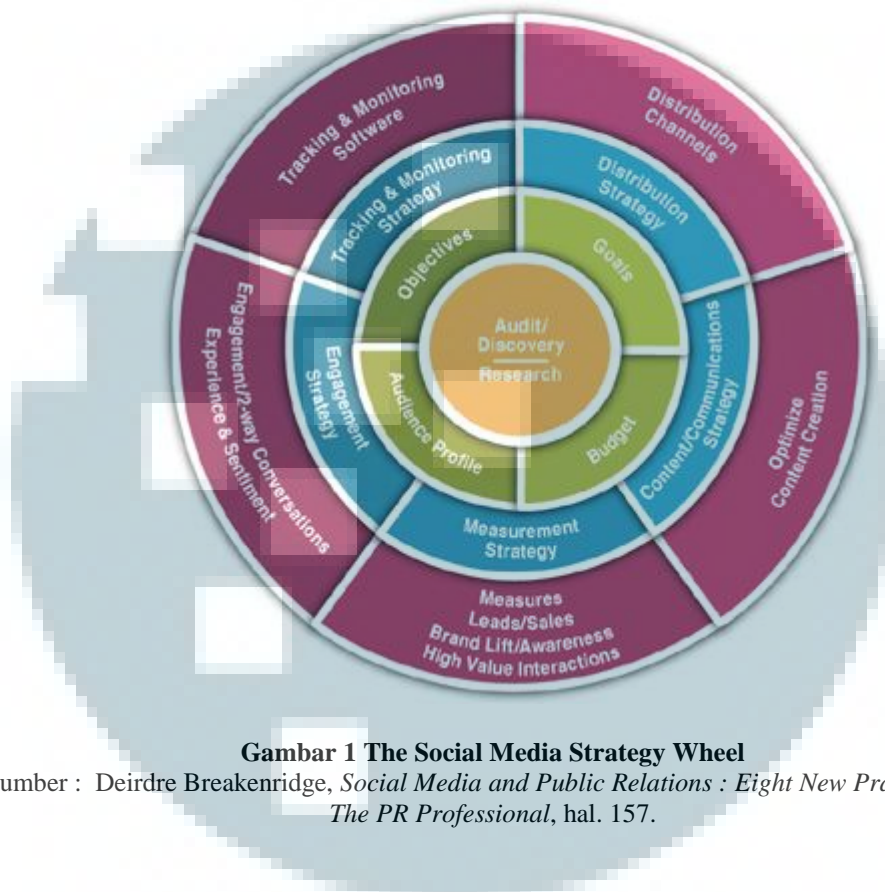 Tracking & Monitoring
Software
Distribution
Channels
Tracking & Monitoring
Strategy
Distribution
Strategy
Objectives
Goals
Audit/
Discovery
Research
Engagement/2-way Conversations
Experience & Sentiment
Engagement
Strategy
Audience Profile
Budget
Content/Communications
Strategy
Optimize
Content Creation
Measurement
Strategy
Measures
Leads/Sales
Brand Lift/Awareness
High Value Interactions
Gambar 1 The Social Media Strategy Wheel
umber : Deirdre Breakenridge, Social Media and Public Relations : Eight New Pra
The PR Professional, hal. 157.